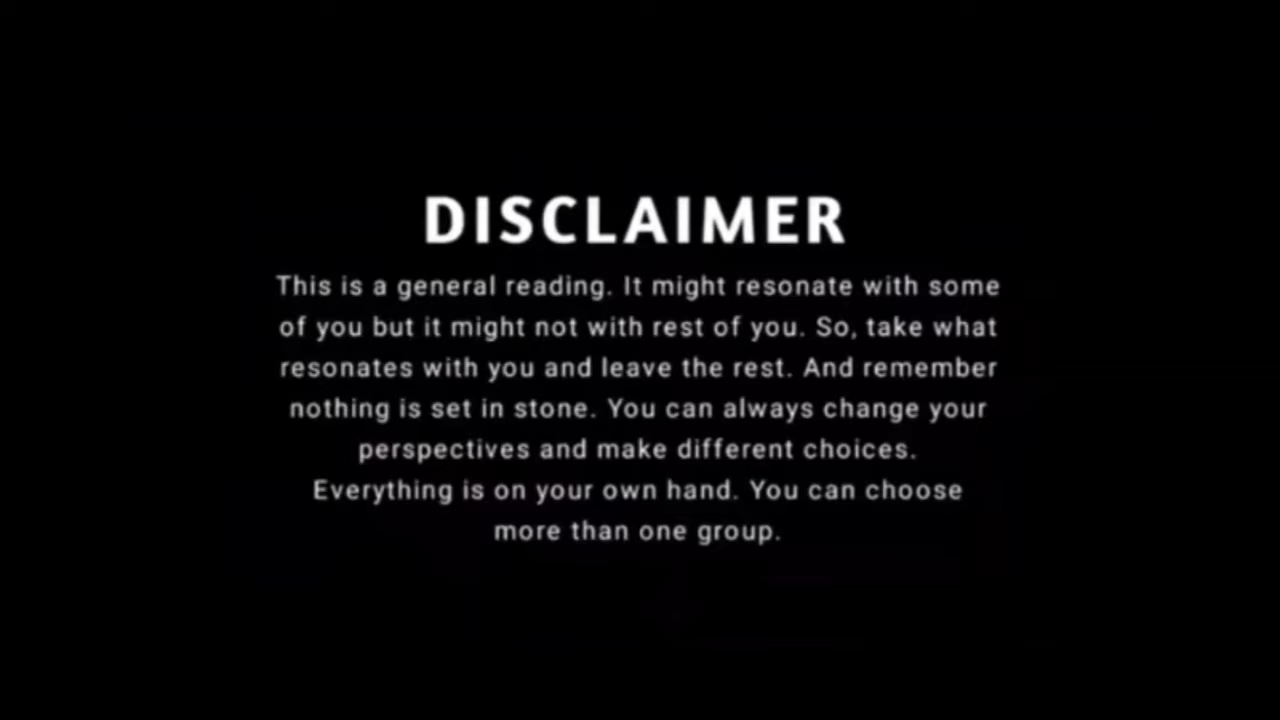 DISCLAIMER
This is a general reading. It might resonate with some
of you but it might not with rest of you. So, take what
resonates with you and leave the rest. And remember
nothing is set in stone. You can always change your
perspectives and make different choices.
Everything is on your own hand. You can choose
more than one group.